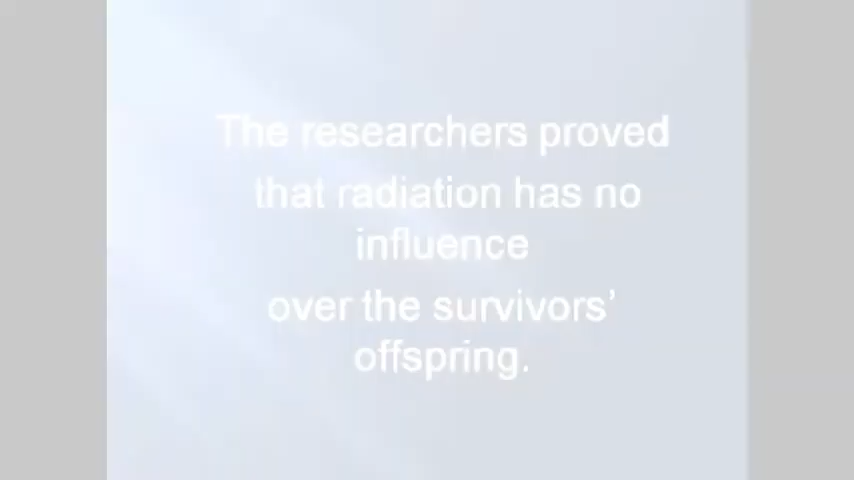 The researchers proved
that radiation has no
influence
over the survivors’
offspring.